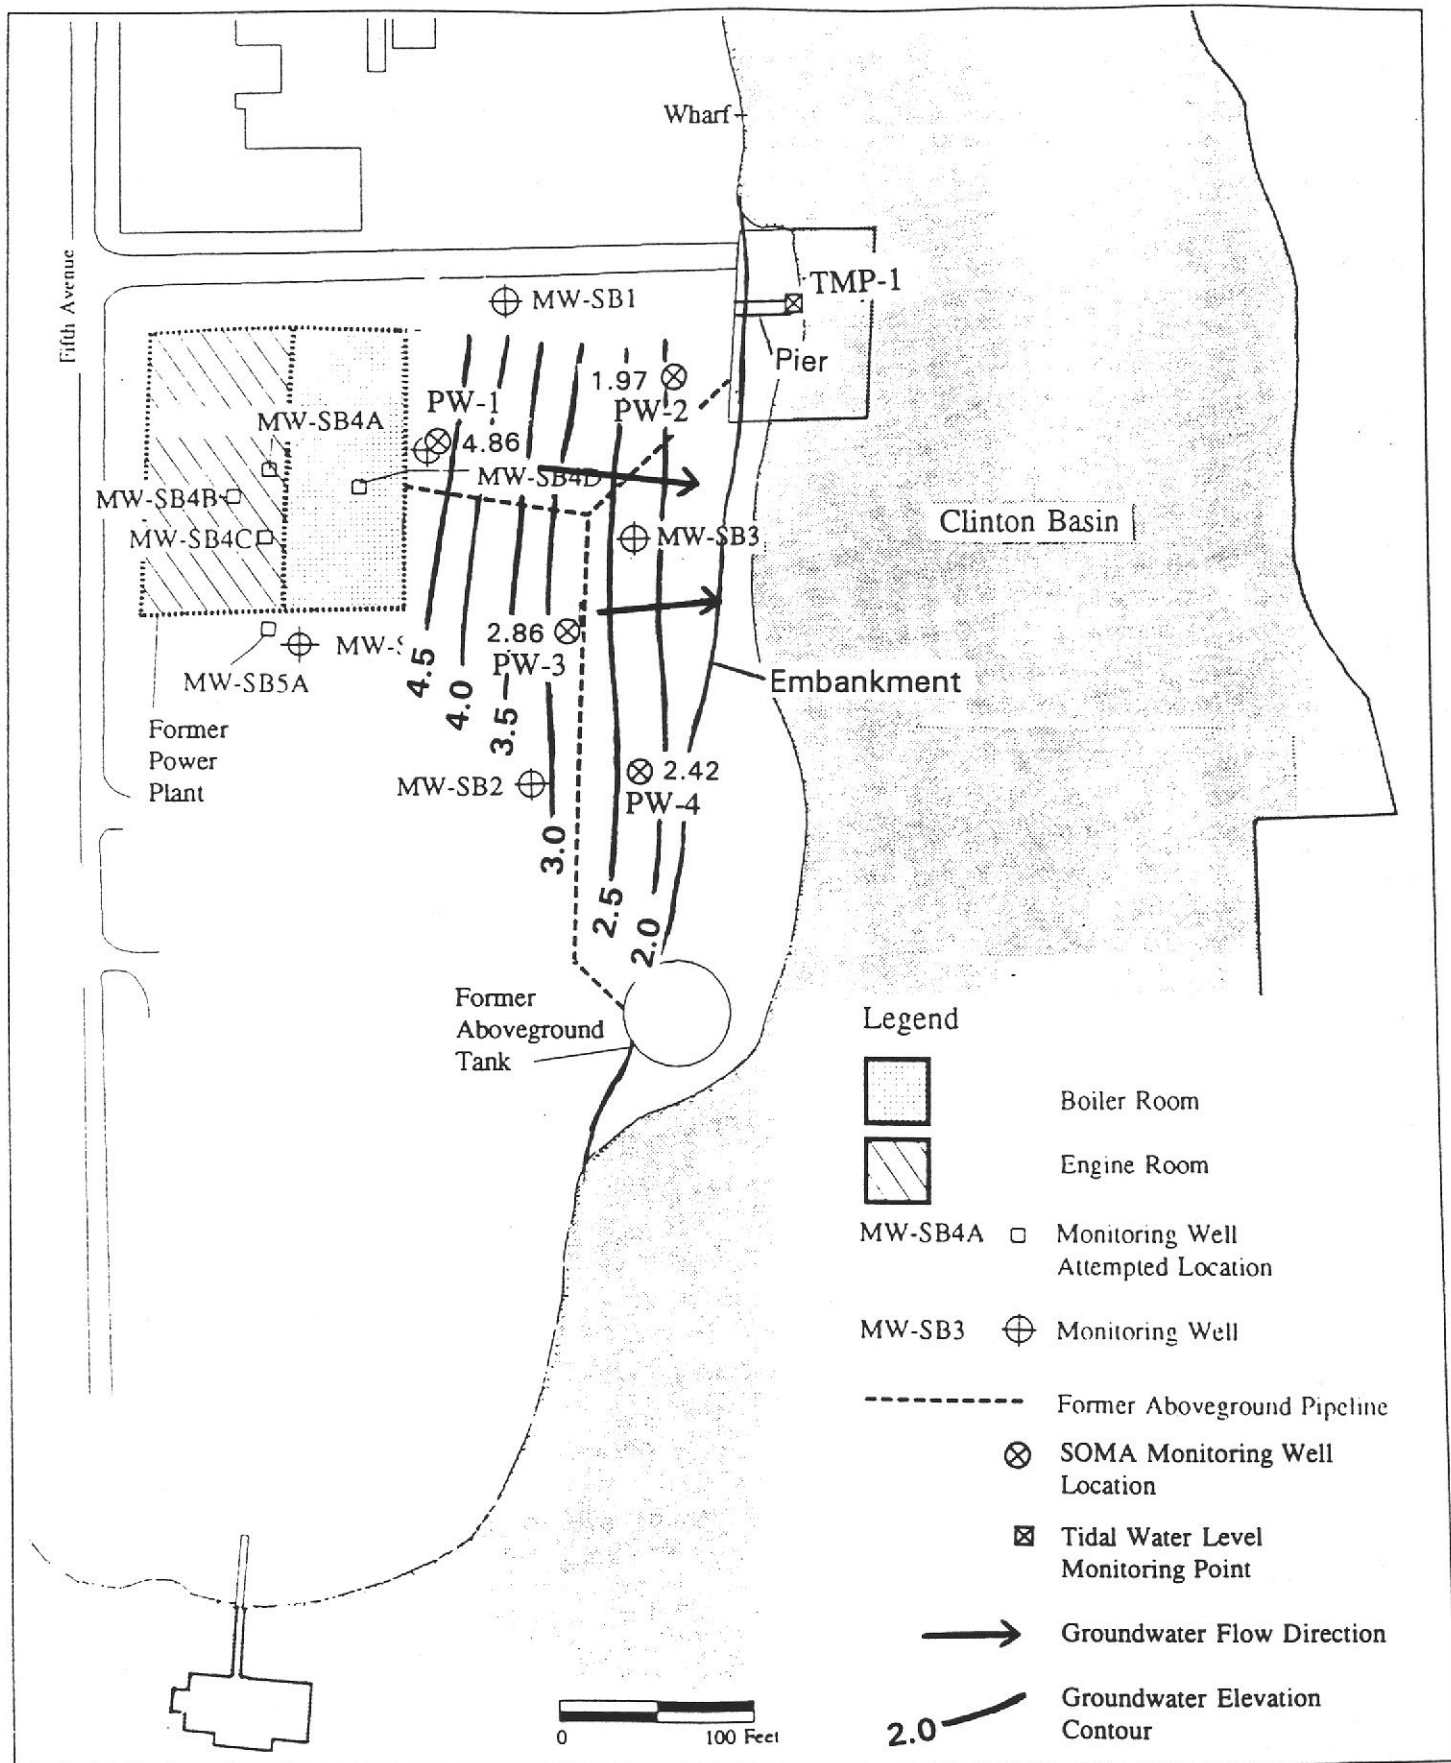 Wharf
Fifth Avenue
MW-SB1
TMP-1
Pier
1.97
PW-2
PW-1
MW-SB4A
4.86
MW-SB4D
MW-SB4B
MW-SB4C
MW-SB3
Clinton Basin
2.86
PW-3
MW-S
MW-SB5A
Embankment
Former
Power
Plant
4.5
4.0
3.5
MW-SB2
2.42
PW-4
3.0
2.5
2.0
Former
Aboveground
Tank
Legend
Boiler Room
Engine Room
MW-SB4A Monitoring Well
Attempted Location
MW-SB3 Monitoring Well
Former Aboveground Pipeline
SOMA Monitoring Well
Location
Tidal Water Level
Monitoring Point
Groundwater Flow Direction
Groundwater Elevation
2.0 Contour
0 100 Feet